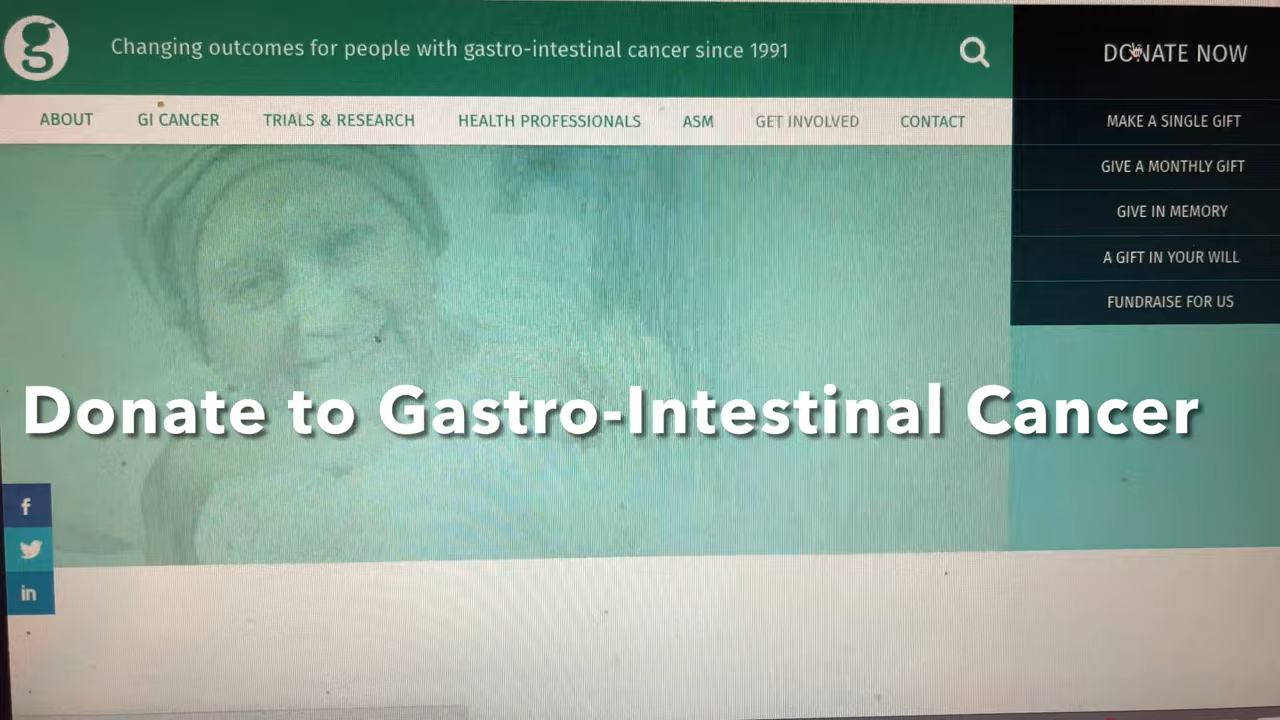 g
Changing outcomes for people with gastro-intestinal cancer since 1991
DONATE NOW
ABOUT GI CANCER TRIALS & RESEARCH HEALTH PROFESSIONALS ASM GET INVOLVED CONTACT
MAKE A SINGLE GIFT
GIVE A MONTHLY GIFT
GIVE IN MEMORY
A GIFT IN YOUR WILL
FUNDRAISE FOR US
Donate to Gastro-Intestinal Cancer
f
in